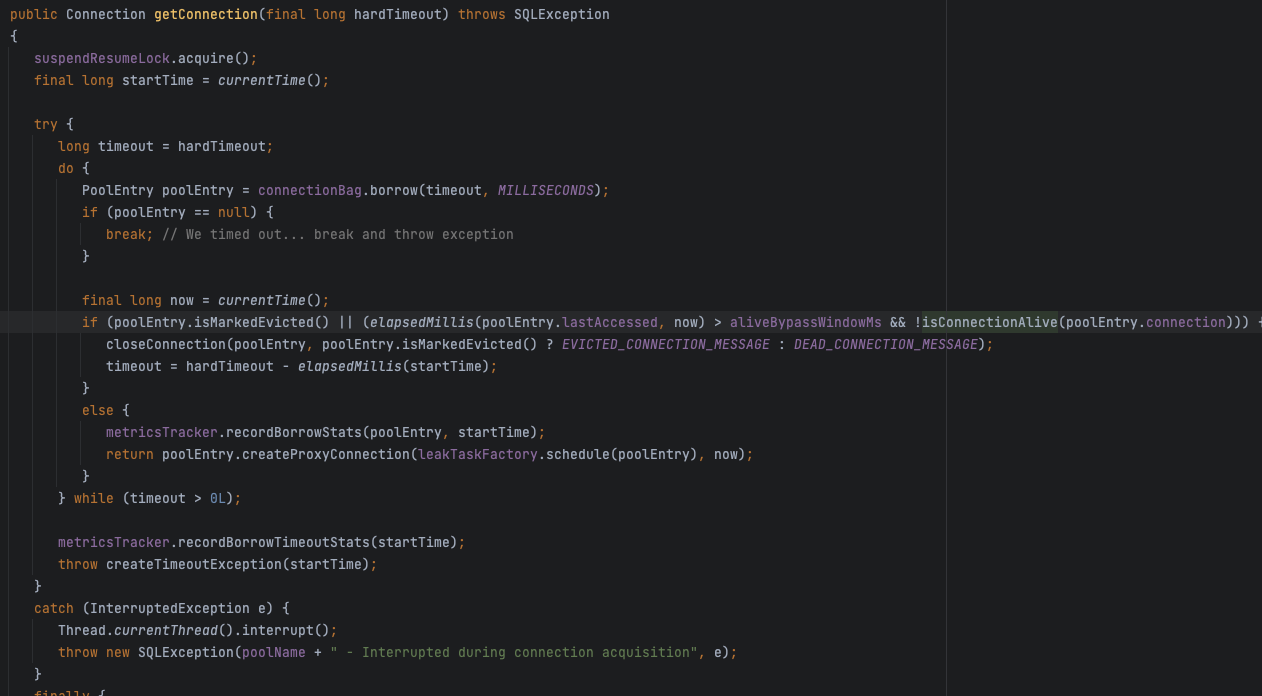 public Connection getConnection(final long hardTimeout) throws SQLException
{
suspendResumeLock.acquire();
final long startTime = currentTime();
try {
long timeout = hardTimeout;
do {
PoolEntry poolEntry = connectionBag.borrow(timeout, MILLISECONDS);
if (poolEntry == null) {
break; // We timed out... break and throw exception
}
final long now = currentTime();
if (poolEntry.isMarkedEvicted() || (elapsedMillis(poolEntry.lastAccessed, now) > aliveBypassWindowMs && !isConnectionAlive(poolEntry.connection))) {
closeConnection(poolEntry, poolEntry.isMarkedEvicted() ? EVICTED_CONNECTION_MESSAGE : DEAD_CONNECTION_MESSAGE);
timeout = hardTimeout - elapsedMillis(startTime);
}
else {
metricsTracker.recordBorrowStats(poolEntry, startTime);
return poolEntry.createProxyConnection(leakTaskFactory.schedule(poolEntry), now);
}
} while (timeout > 0L);
metricsTracker.recordBorrowTimeoutStats(startTime);
throw createTimeoutException(startTime);
}
catch (InterruptedException e) {
Thread.currentThread().interrupt();
throw new SQLException(poolName + " - Interrupted during connection acquisition", e);
}
finally {